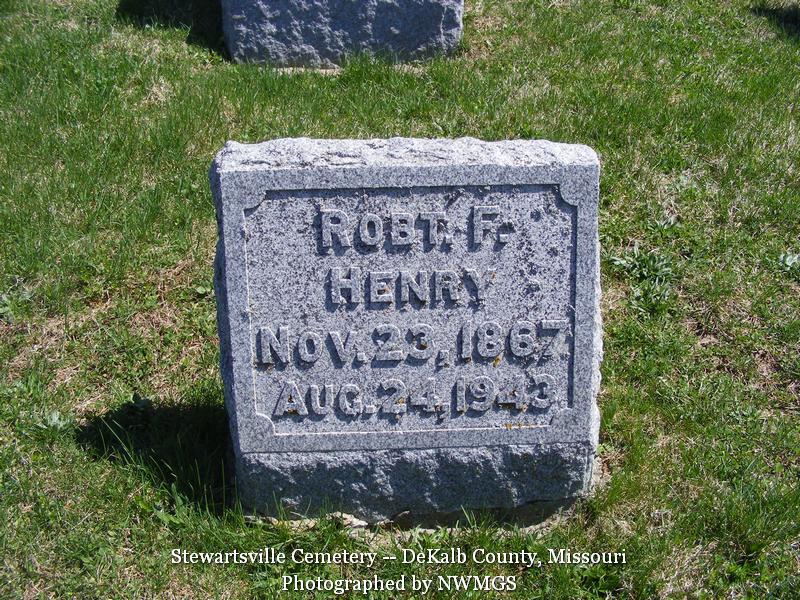 ROBT. F.
HENRY
NOV. 23, 1867
AUG. 24, 1943
Stewartsville Cemetery -- DeKalb County, Missouri
Photographed by NWMGS